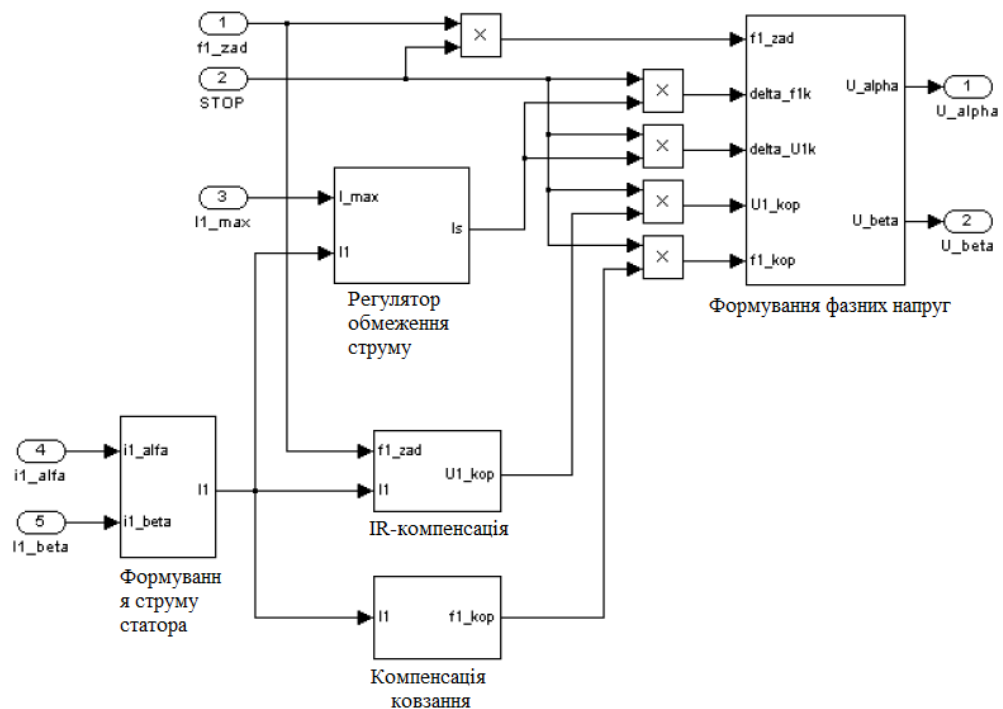 1
f1_zad
2
STOP
×
f1_zad
×
delta_f1k
U_alpha
1
U_alpha
×
delta_U1k
3
I1_max
I_max
Is
I1
×
U1_kop
U_beta
2
U_beta
×
f1_kop
Регулятор
обмеження
струму
Формування фазних напруг
4
i1_alfa
i1_alfa
I1
5
I1_beta
i1_beta
f1_zad
U1_kop
I1
IR-компенсація
Формуванн
я струму
статора
I1
f1_kop
Компенсація
ковзання